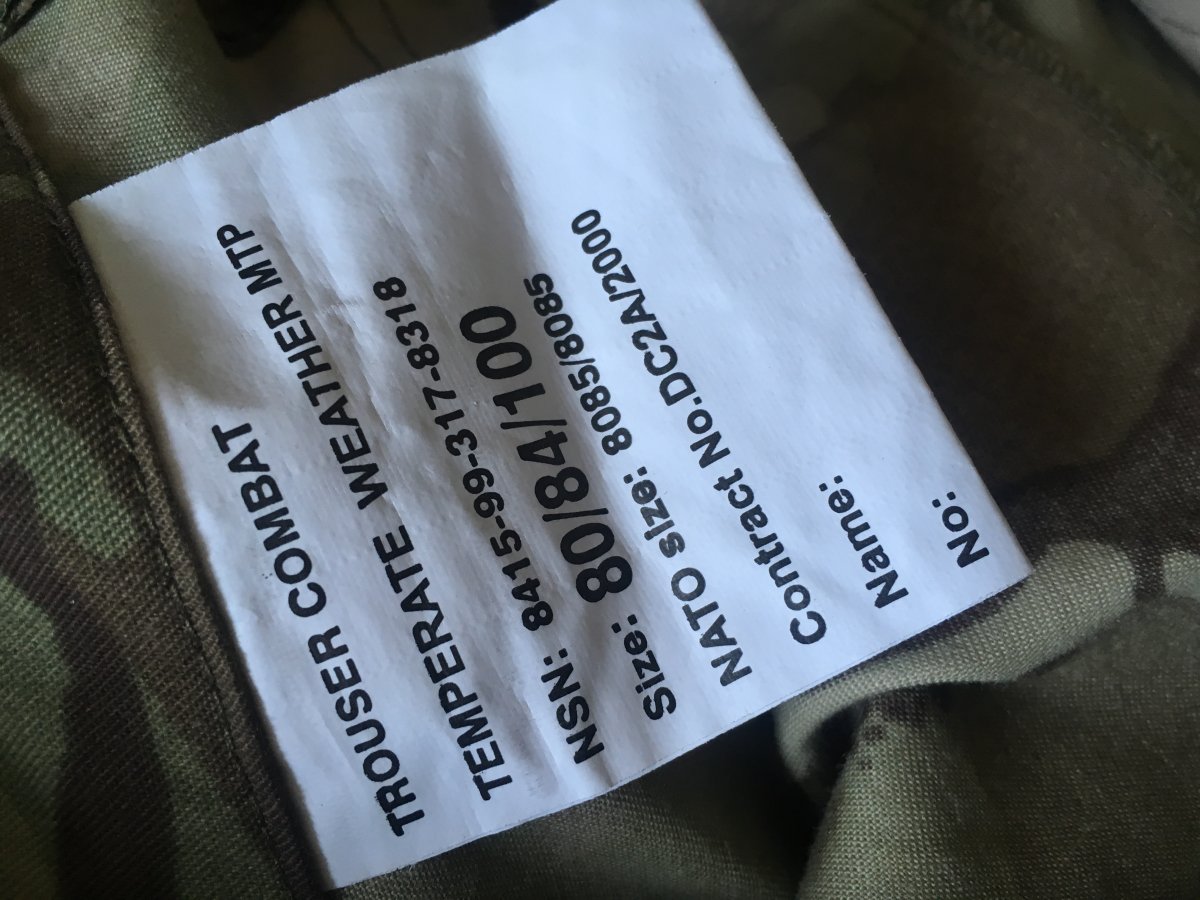 TROUSER COMBAT
TEMPERATE WEATHER MTP
NSN: 8415-99-317-8318
Size: 80/84/100
NATO size: 8085/8085
Contract No.DC2A/2000
Name:
No: